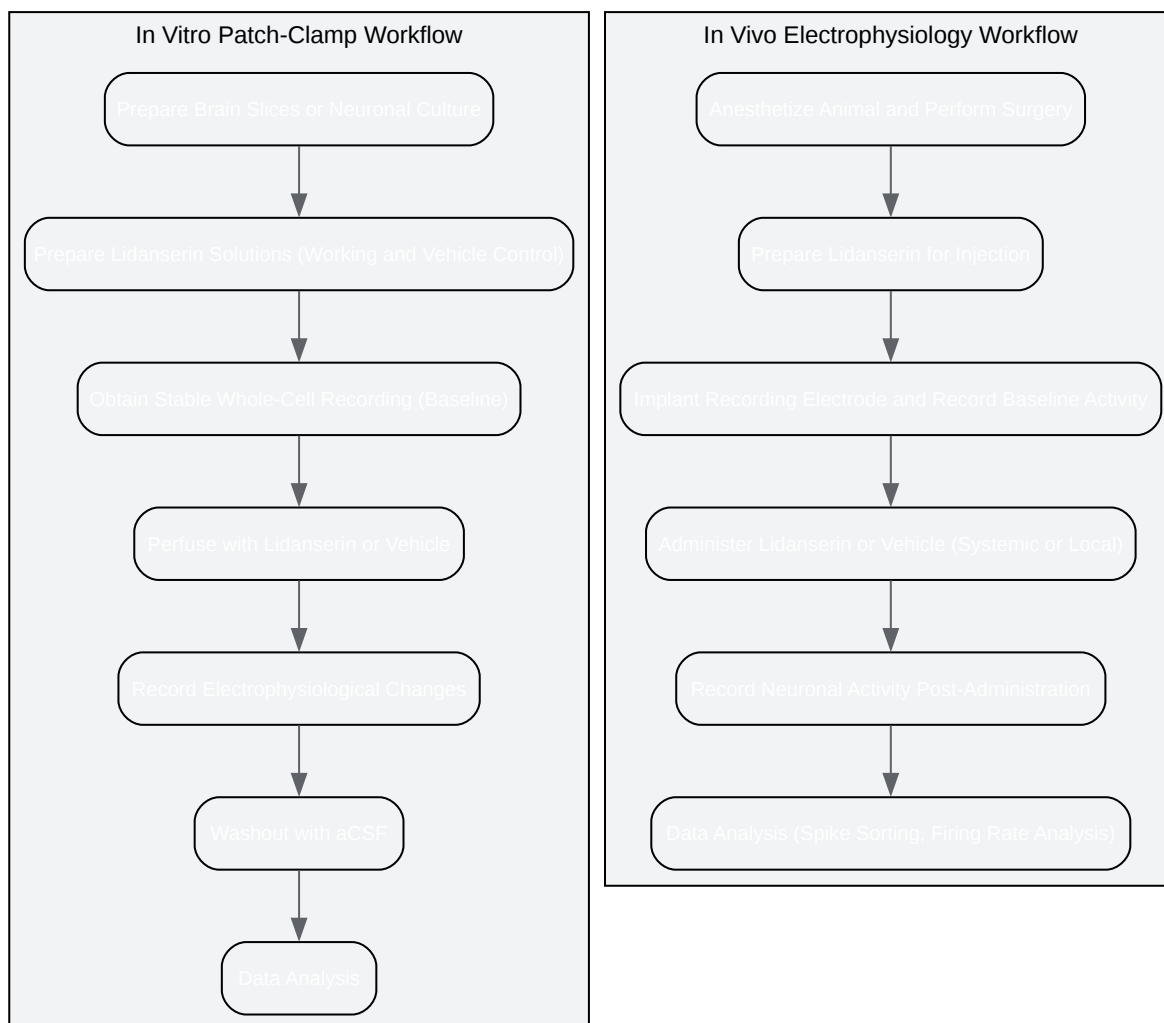 In Vitro Patch-Clamp Workflow
Prepare Brain Slices or Neuronal Culture
Prepare Lidanserin Solutions (Working and Vehicle Control)
Obtain Stable Whole-Cell Recording (Baseline)
Perfuse with Lidanserin or Vehicle
Record Electrophysiological Changes
Washout with aCSF
Data Analysis
In Vivo Electrophysiology Workflow
Anesthetize Animal and Perform Surgery
Prepare Lidanserin for Injection
Implant Recording Electrode and Record Baseline Activity
Administer Lidanserin or Vehicle (Systemic or Local)
Record Neuronal Activity Post-Administration
Data Analysis (Spike Sorting, Firing Rate Analysis)